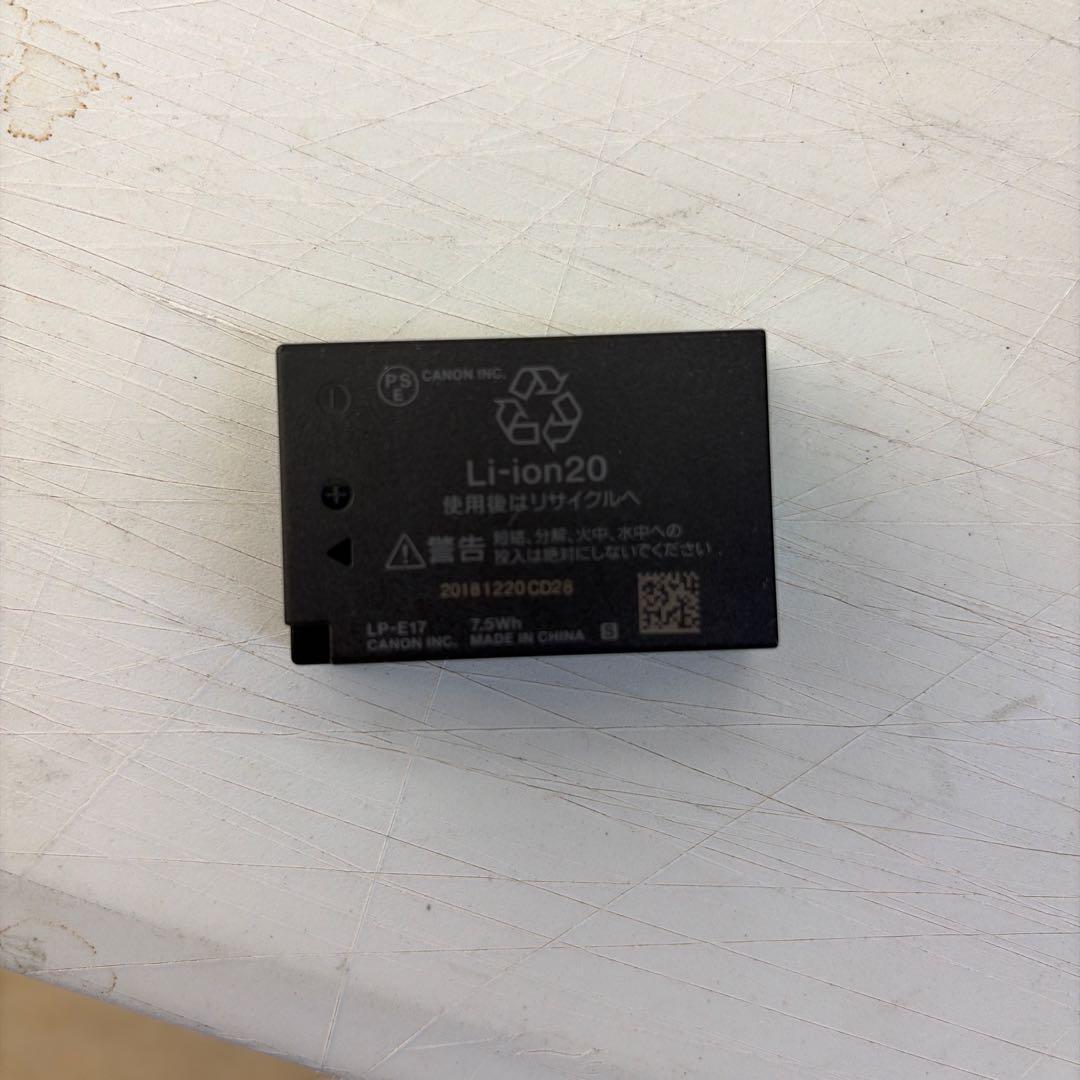 PSE CANON INC.
Li-ion20
使用後はリサイクルへ
警告 短絡、分解、火中、水中への
投入は絶対にしないでください
20181220CD28
LP-E17 7.5Wh
CANON INC. MADE IN CHINA S